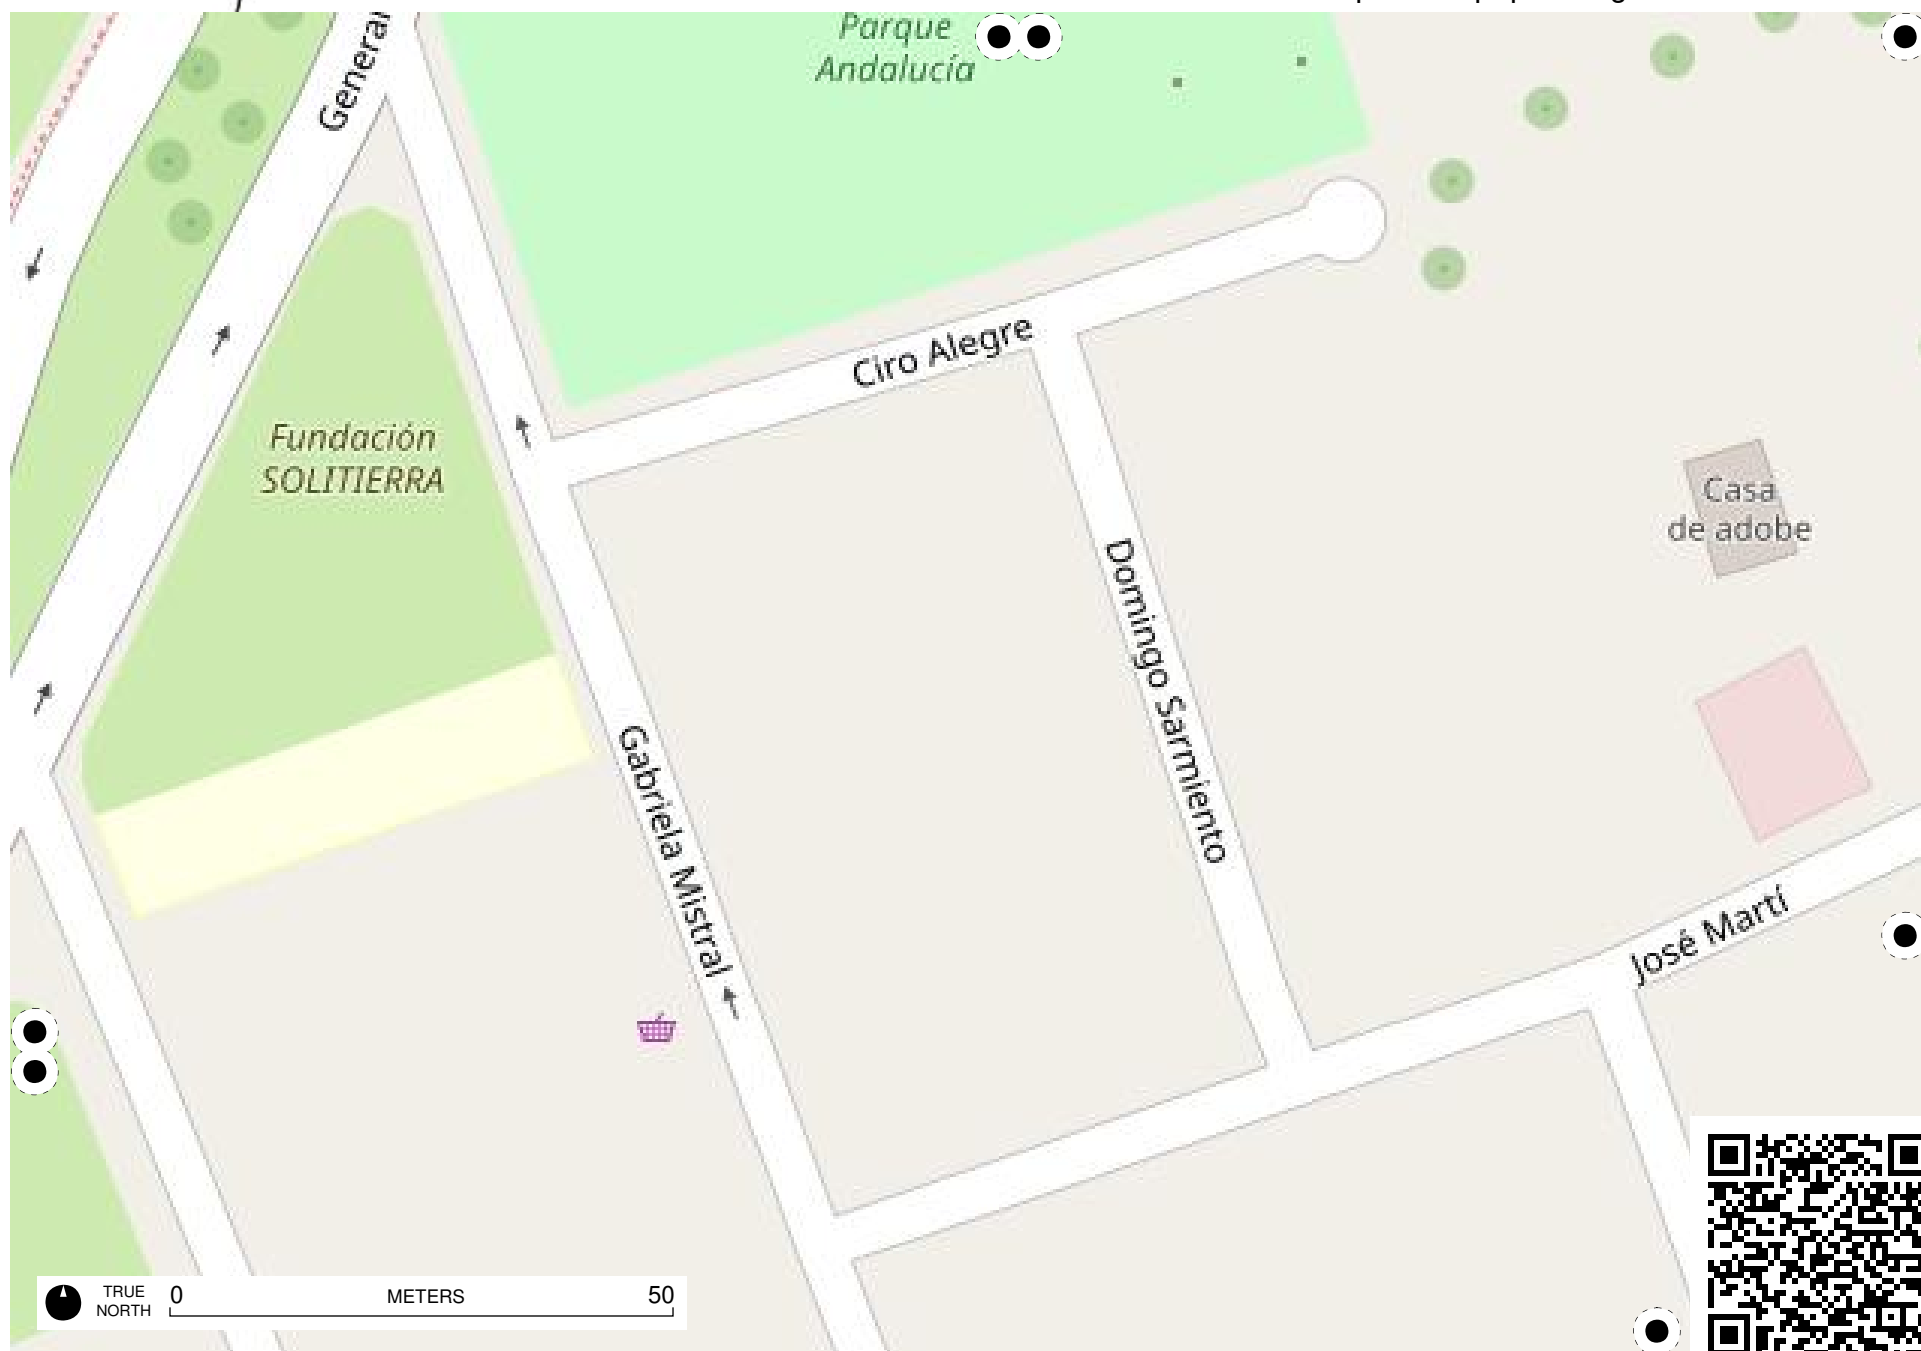 Parque
Andalucía
General
Ciro Alegre
Fundación
SOLITIERRA
Casa
de adobe
Domingo Sarmiento
Gabriela Mistral
José Martí
TRUE
NORTH
0
METERS
50